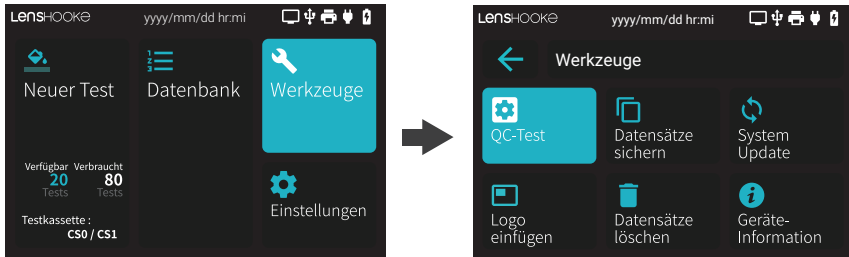 LENSHOOKE yyyy/mm/dd hr:mi
Neuer Test
Datenbank
Werkzeuge
Verfügbar Verbraucht
20 80
Tests Tests
Testkassette :
CS0 / CS1
Einstellungen
LENSHOOKE yyyy/mm/dd hr:mi
Werkzeuge
QC-Test
Datensätze
sichern
System
Update
Logo
einfügen
Datensätze
löschen
Geräte-
Information